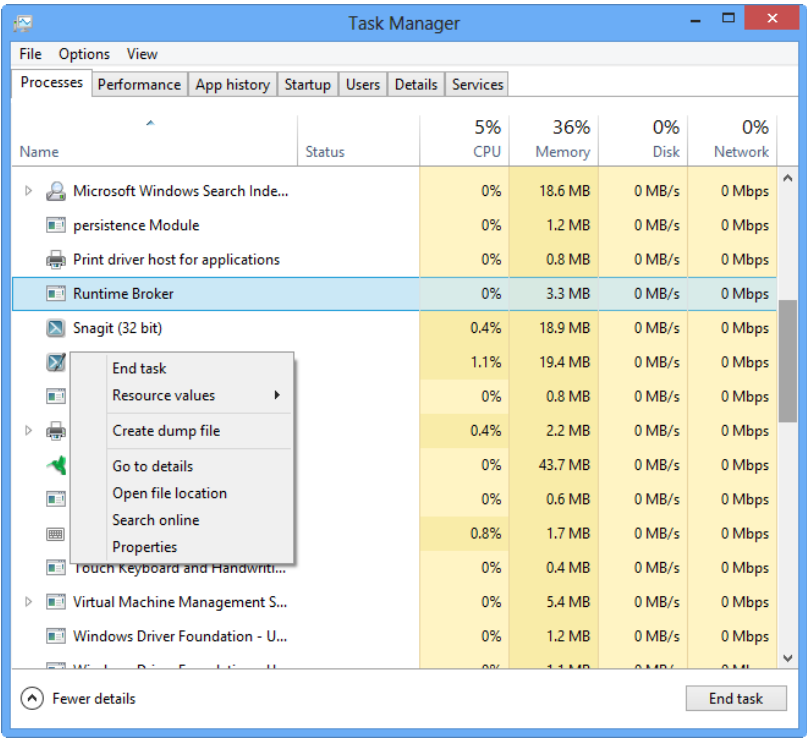 Task Manager
File Options View
Processes Performance App history Startup Users Details Services
5% 36% 0% 0%
Name Status CPU Memory Disk Network
Microsoft Windows Search Inde... 0% 18.6 MB 0 MB/s 0 Mbps
persistence Module 0% 1.2 MB 0 MB/s 0 Mbps
Print driver host for applications 0% 0.8 MB 0 MB/s 0 Mbps
Runtime Broker 0% 3.3 MB 0 MB/s 0 Mbps
Snagit (32 bit) 0.4% 18.9 MB 0 MB/s 0 Mbps
1.1% 19.4 MB 0 MB/s 0 Mbps
End task
Resource values 0% 0.8 MB 0 MB/s 0 Mbps
Create dump file 0.4% 2.2 MB 0 MB/s 0 Mbps
Go to details 0% 43.7 MB 0 MB/s 0 Mbps
Open file location 0% 0.6 MB 0 MB/s 0 Mbps
Search online 0.8% 1.7 MB 0 MB/s 0 Mbps
Properties
Touch Keyboard and Handwriti... 0% 0.4 MB 0 MB/s 0 Mbps
Virtual Machine Management S... 0% 5.4 MB 0 MB/s 0 Mbps
Windows Driver Foundation - U... 0% 1.2 MB 0 MB/s 0 Mbps
Fewer details End task